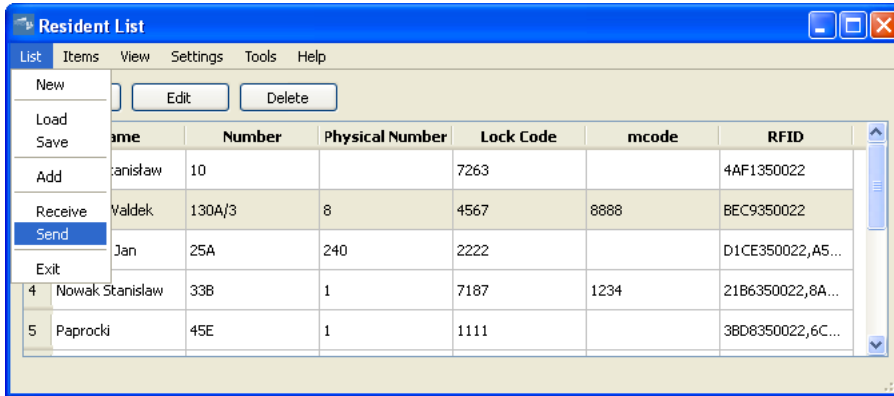 Resident List
List Items View Settings Tools Help
New
Load
Save
Add
Receive
Send
Exit
Edit Delete
ame Number Physical Number Lock Code mcode RFID
tanisław 10 7263 4AF1350022
Waldek 130A/3 8 4567 8888 BEC9350022
Jan 25A 240 2222 D1CE350022,A5...
4 Nowak Stanislaw 33B 1 7187 1234 21B6350022,8A...
5 Paprocki 45E 1 1111 3BD8350022,6C...